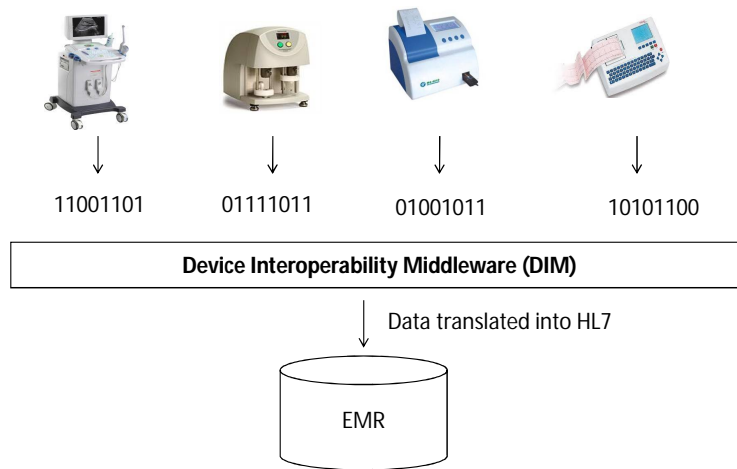 11001101 01111011 01001011 10101100
Device Interoperability Middleware (DIM)
Data translated into HL7
EMR